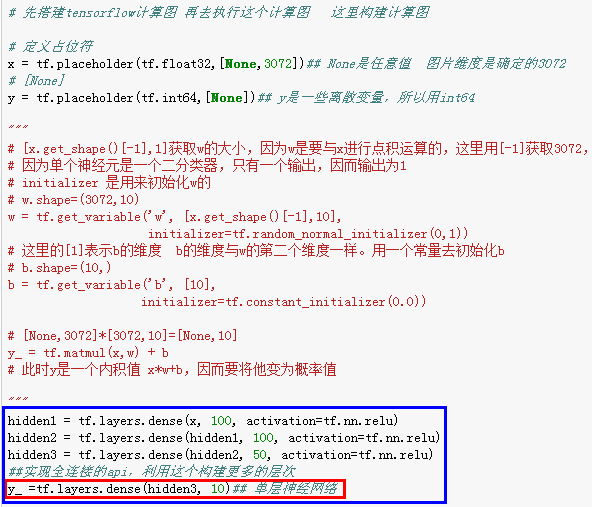 # 先搭建tensorflow计算图 再去执行这个计算图   这里构建计算图
# 定义占位符
x = tf.placeholder(tf.float32,[None,3072])## None是任意值  图片维度是确定的3072
# [None]
y = tf.placeholder(tf.int64,[None])## y是一些离散变量，所以用int64
"""
# [x.get_shape()[-1],1]获取w的大小，因为w是要与x进行点积运算的，这里用[-1]获取3072，
# 因为单个神经元是一个二分类器，只有一个输出，因而输出为1
# initializer 是用来初始化w的
# w.shape=(3072,10)
w = tf.get_variable('w', [x.get_shape()[-1],10],
initializer=tf.random_normal_initializer(0,1))
# 这里的[1]表示b的维度  b的维度与w的第二个维度一样。用一个常量去初始化b
# b.shape=(10,)
b = tf.get_variable('b', [10],
initializer=tf.constant_initializer(0.0))
# [None,3072]*[3072,10]=[None,10]
y_ = tf.matmul(x,w) + b
# 此时y是一个内积值 x*w+b，因而要将他变为概率值
"""
hidden1 = tf.layers.dense(x, 100, activation=tf.nn.relu)
hidden2 = tf.layers.dense(hidden1, 100, activation=tf.nn.relu)
hidden3 = tf.layers.dense(hidden2, 50, activation=tf.nn.relu)
##实现全连接的api，利用这个构建更多的层次
y_ =tf.layers.dense(hidden3, 10)## 单层神经网络